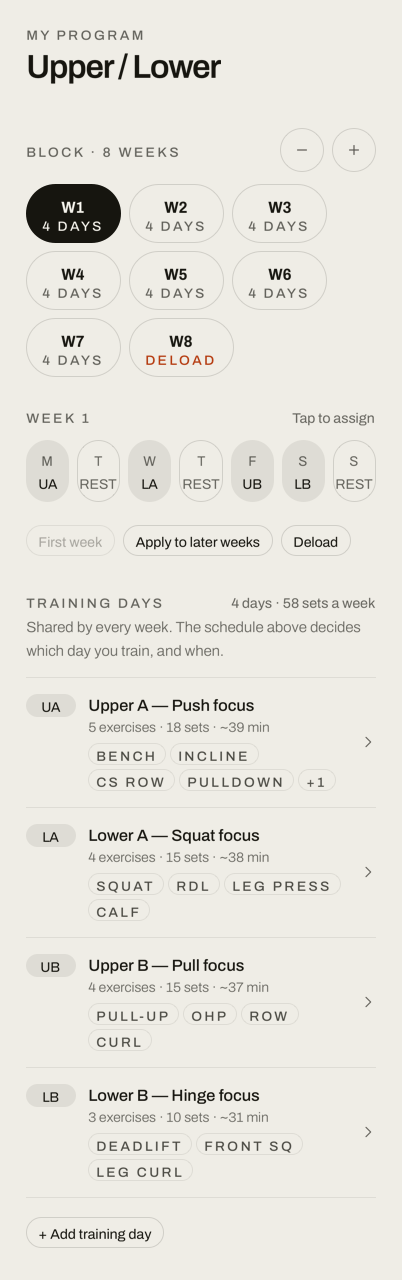 MY PROGRAM
Upper / Lower
BLOCK · 8 WEEKS − +
W1 W2 W3
4 DAYS 4 DAYS 4 DAYS
W4 W5 W6
4 DAYS 4 DAYS 4 DAYS
W7 W8
4 DAYS DELOAD
WEEK 1 Tap to assign
M T W T F S S
UA REST LA REST UB LB REST
First week Apply to later weeks Deload
TRAINING DAYS 4 days · 58 sets a week
Shared by every week. The schedule above decides
which day you train, and when.
UA Upper A — Push focus
5 exercises · 18 sets · ~39 min
BENCH INCLINE
CS ROW PULLDOWN +1
LA Lower A — Squat focus
4 exercises · 15 sets · ~38 min
SQUAT RDL LEG PRESS
CALF
UB Upper B — Pull focus
4 exercises · 15 sets · ~37 min
PULL-UP OHP ROW
CURL
LB Lower B — Hinge focus
3 exercises · 10 sets · ~31 min
DEADLIFT FRONT SQ
LEG CURL
+ Add training day